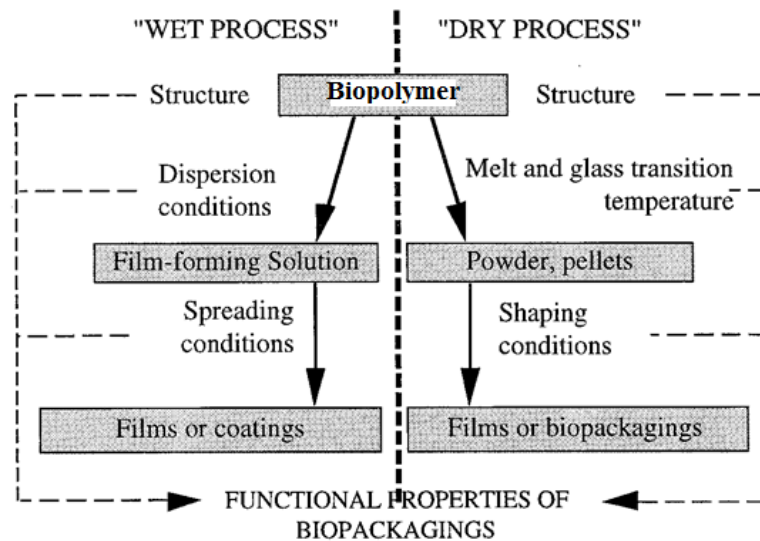 "WET PROCESS"
"DRY PROCESS"
Structure
Biopolymer
Structure
Dispersion
conditions
Melt and glass transition
temperature
Film-forming Solution
Powder, pellets
Spreading
conditions
Shaping
conditions
Films or coatings
Films or biopackagings
FUNCTIONAL PROPERTIES OF
BIOPACKAGINGS